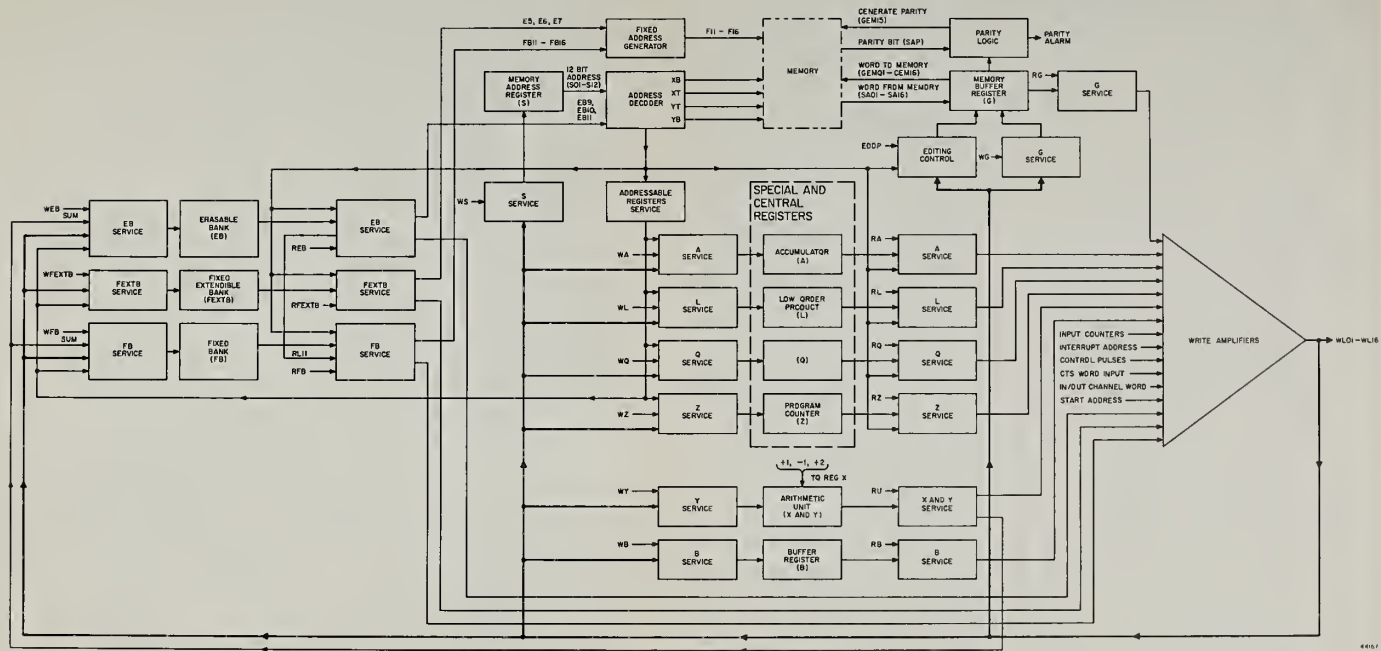 E5, E6, E7
FB11 - FB16
FIXED
ADDRESS
GENERATOR
F11 - F16
MEMORY
GENERATE PARITY
(GEM15)
PARITY BIT (SAP)
WORD TO MEMORY
(GEM01-GEM16)
WORD FROM MEMORY
(SA01-SA16)
PARITY
LOGIC
PARITY
ALARM
MEMORY
ADDRESS
REGISTER
(S)
12 BIT
ADDRESS
(S01-S12)
EB9,
EB10,
EB11
ADDRESS
DECODER
XB
XT
YT
YB
MEMORY
BUFFER
REGISTER
(G)
RG
G
SERVICE
EDOP
EDITING
CONTROL
WG
G
SERVICE
WS
S
SERVICE
ADDRESSABLE
REGISTERS
SERVICE
SPECIAL AND
CENTRAL
REGISTERS
WEB
SUM
EB
SERVICE
ERASABLE
BANK
(EB)
REB
EB
SERVICE
WFEXTB
FEXTB
SERVICE
FIXED
EXTENDIBLE
BANK
(FEXTB)
RFEXTB
FEXTB
SERVICE
WFB
SUM
FB
SERVICE
FIXED
BANK
(FB)
RL11
RFB
FB
SERVICE
WA
A
SERVICE
ACCUMULATOR
(A)
RA
A
SERVICE
WL
L
SERVICE
LOW ORDER
PRODUCT
(L)
RL
L
SERVICE
WQ
Q
SERVICE
(Q)
RQ
Q
SERVICE
WZ
Z
SERVICE
PROGRAM
COUNTER
(Z)
RZ
Z
SERVICE
+1, -1, +2
TO REG X
WY
Y
SERVICE
ARITHMETIC
UNIT
(X AND Y)
RU
X AND Y
SERVICE
WB
B
SERVICE
BUFFER
REGISTER
(B)
RB
B
SERVICE
INPUT COUNTERS
INTERRUPT ADDRESS
CONTROL PULSES
CTS WORD INPUT
IN/OUT CHANNEL WORD
START ADDRESS
WRITE AMPLIFIERS
WL01-WL16